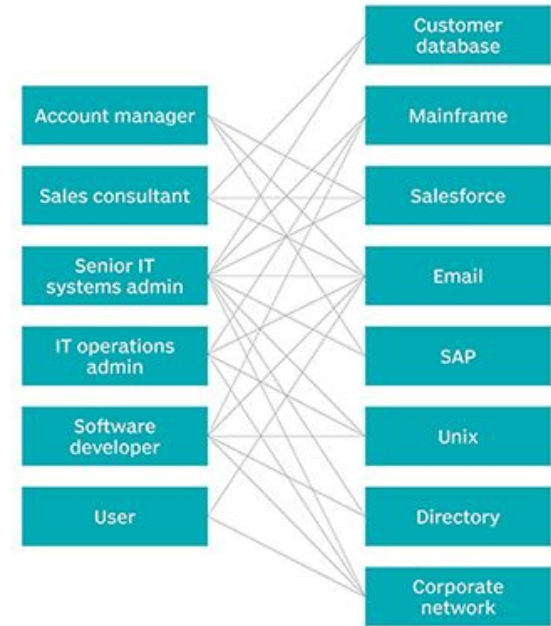 Account manager
Sales consultant
Senior IT
systems admin
IT operations
admin
Software
developer
User
Customer
database
Mainframe
Salesforce
Email
SAP
Unix
Directory
Corporate
network